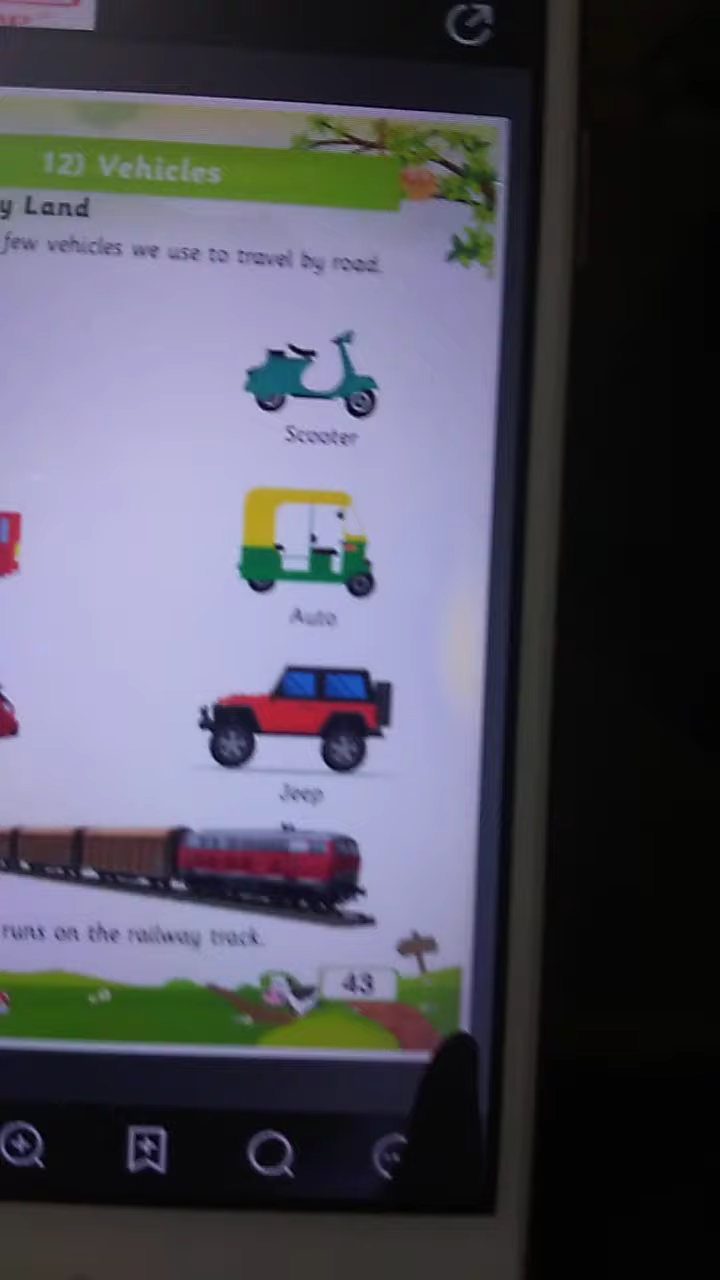 12) Vehicles
y Land
few vehicles we use to travel by road.
Scooter
Auto
Jeep
runs on the railway track.
43